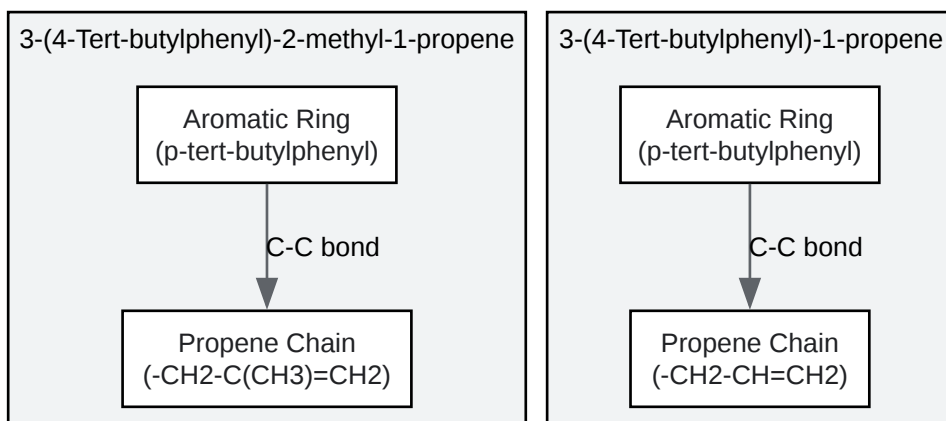 3-(4-Tert-butylphenyl)-2-methyl-1-propene
Aromatic Ring
(p-tert-butylphenyl)
C-C bond
Propene Chain
(-CH2-C(CH3)=CH2)
3-(4-Tert-butylphenyl)-1-propene
Aromatic Ring
(p-tert-butylphenyl)
C-C bond
Propene Chain
(-CH2-CH=CH2)